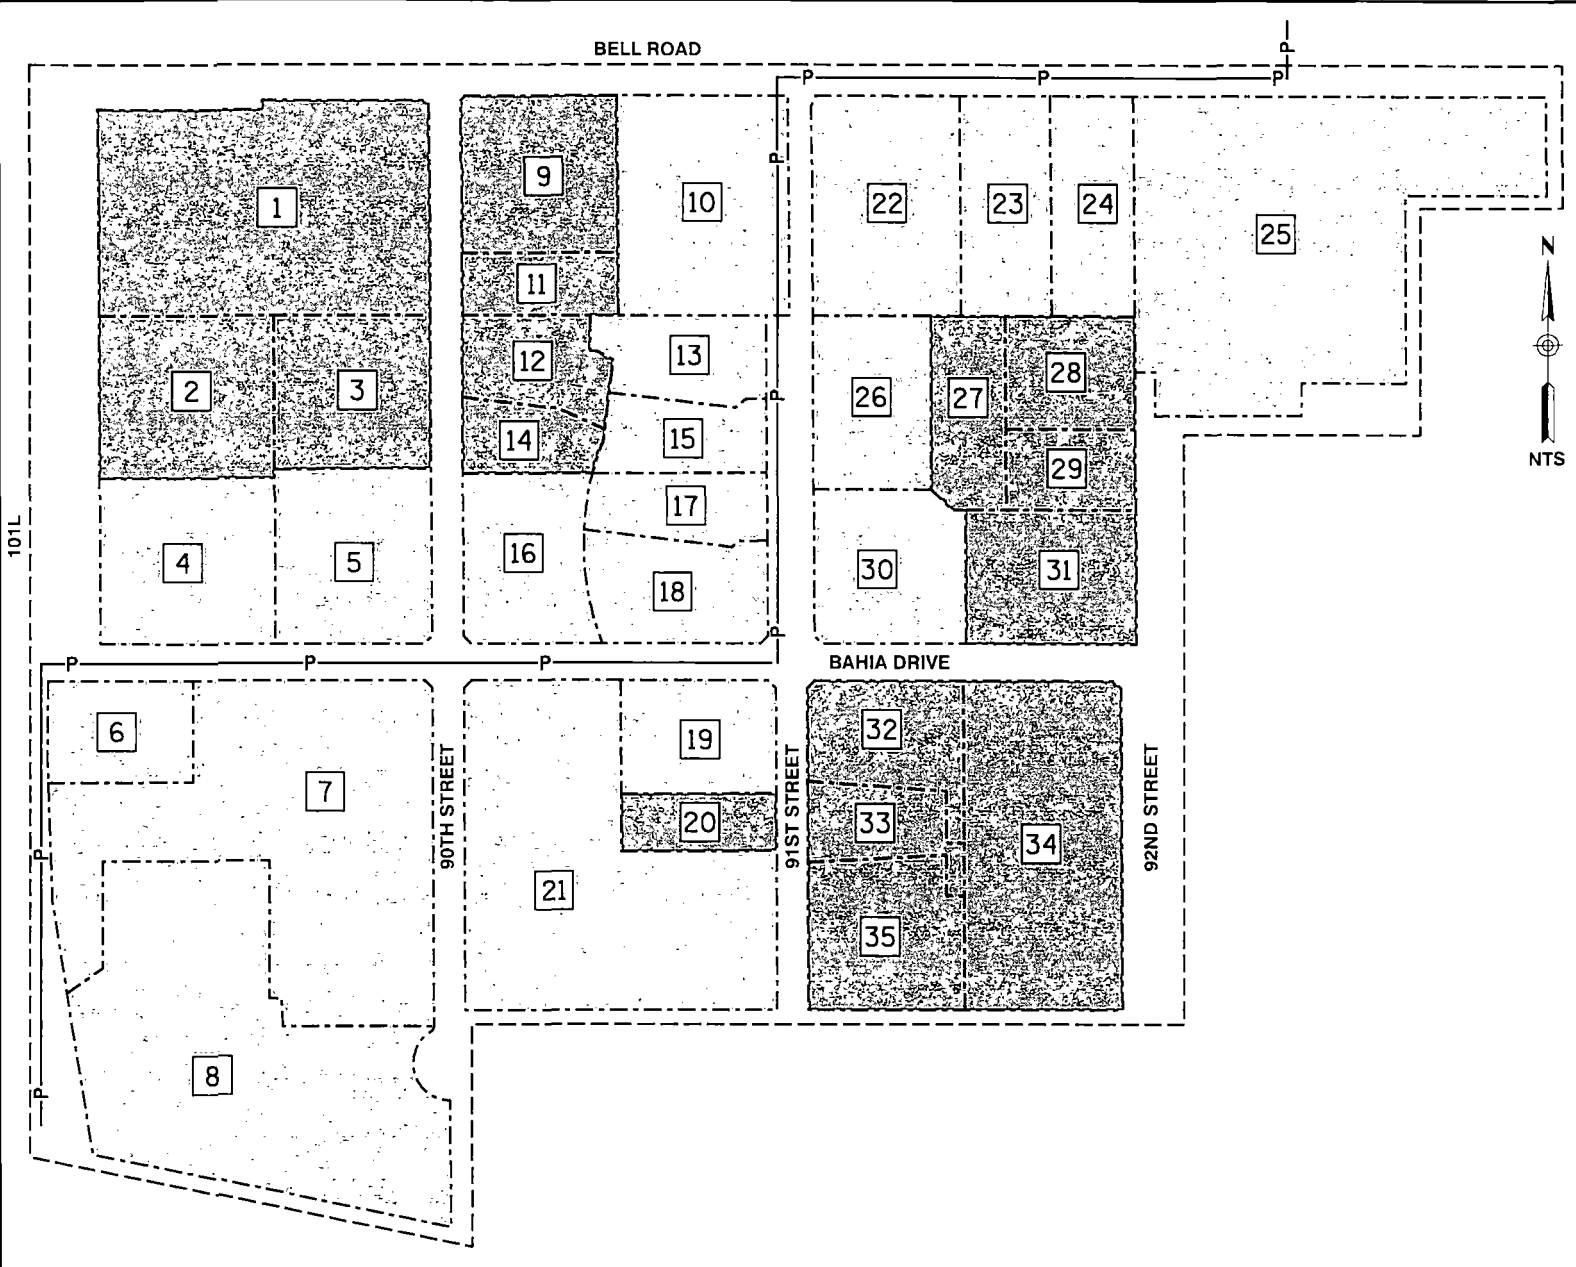 BELL ROAD
P
P P P
1 9 10 22 23 24 25
P
11
N
2 3 12 13 26 27 28
P
14 15 29
NTS
101L
4 5 16 17 18 30 31
P
P P P
BAHIA DRIVE
6 7 19 32
90TH STREET
91ST STREET
92ND STREET
20 33 34
P
21 35
8
P